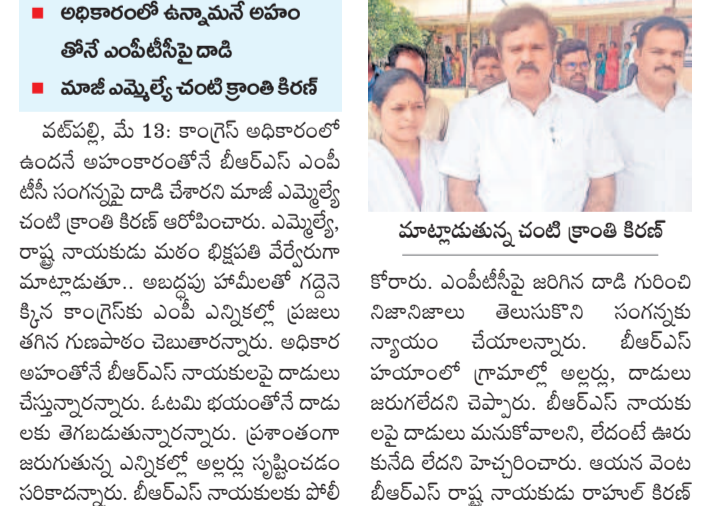 అధికారంలో ఉన్నామనే అహం
తోనే ఎంపీటీసీపై దాడి
మాజీ ఎమ్మెల్యే చంటి క్రాంతి కిరణ్
వట్‌పల్లి, మే 13: కాంగ్రెస్ అధికారంలో
ఉందనే అహంకారంతోనే బీఆర్ఎస్ ఎంపీ
టీసీ సంగన్నపై దాడి చేశారని మాజీ ఎమ్మెల్యే
చంటి క్రాంతి కిరణ్ ఆరోపించారు. ఎమ్మెల్యే,
రాష్ట్ర నాయకుడు మఠం భిక్షపతి వేర్వేరుగా
మాట్లాడుతూ.. అబద్ధపు హామీలతో గద్దెనె
క్కిన కాంగ్రెస్‌కు ఎంపీ ఎన్నికల్లో ప్రజలు
తగిన గుణపాఠం చెబుతారన్నారు. అధికార
అహంతోనే బీఆర్ఎస్ నాయకులపై దాడులు
చేస్తున్నారన్నారు. ఓటమి భయంతోనే దాడు
లకు తెగబడుతున్నారన్నారు. ప్రశాంతంగా
జరుగుతున్న ఎన్నికల్లో అల్లర్లు సృష్టించడం
సరికాదన్నారు. బీఆర్ఎస్ నాయకులకు పోలీ
మాట్లాడుతున్న చంటి క్రాంతి కిరణ్
కోరారు. ఎంపీటీసీపై జరిగిన దాడి గురించి
నిజానిజాలు తెలుసుకొని సంగన్నకు
న్యాయం చేయాలన్నారు. బీఆర్ఎస్
హయాంలో గ్రామాల్లో అల్లర్లు, దాడులు
జరుగలేదని చెప్పారు. బీఆర్ఎస్ నాయకు
లపై దాడులు మనుకోవాలని, లేదంటే ఊరు
కునేది లేదని హెచ్చరించారు. ఆయన వెంట
బీఆర్ఎస్ రాష్ట్ర నాయకుడు రాహుల్ కిరణ్